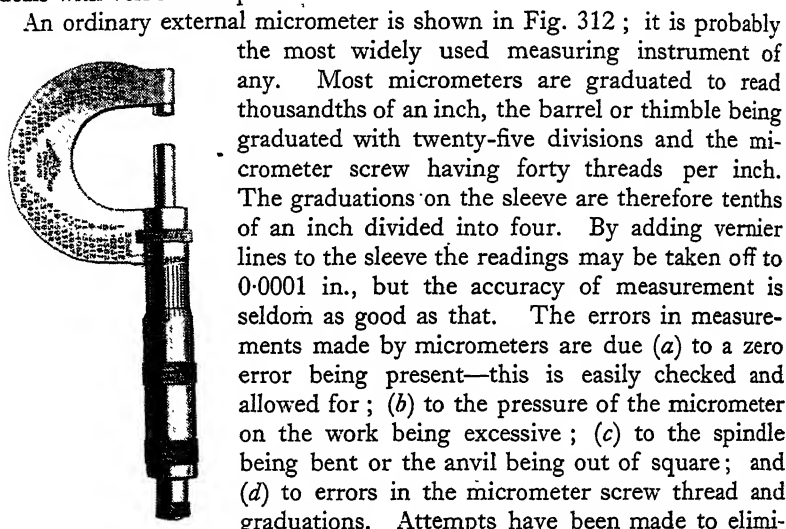 An ordinary external micrometer is shown in Fig. 312 ; it is probably
the most widely used measuring instrument of
any. Most micrometers are graduated to read
thousandths of an inch, the barrel or thimble being
graduated with twenty-five divisions and the mi-
crometer screw having forty threads per inch.
The graduations on the sleeve are therefore tenths
of an inch divided into four. By adding vernier
lines to the sleeve the readings may be taken off to
0·0001 in., but the accuracy of measurement is
seldom as good as that. The errors in measure-
ments made by micrometers are due (a) to a zero
error being present—this is easily checked and
allowed for ; (b) to the pressure of the micrometer
on the work being excessive ; (c) to the spindle
being bent or the anvil being out of square ; and
(d) to errors in the micrometer screw thread and
graduations. Attempts have been made to elimi-